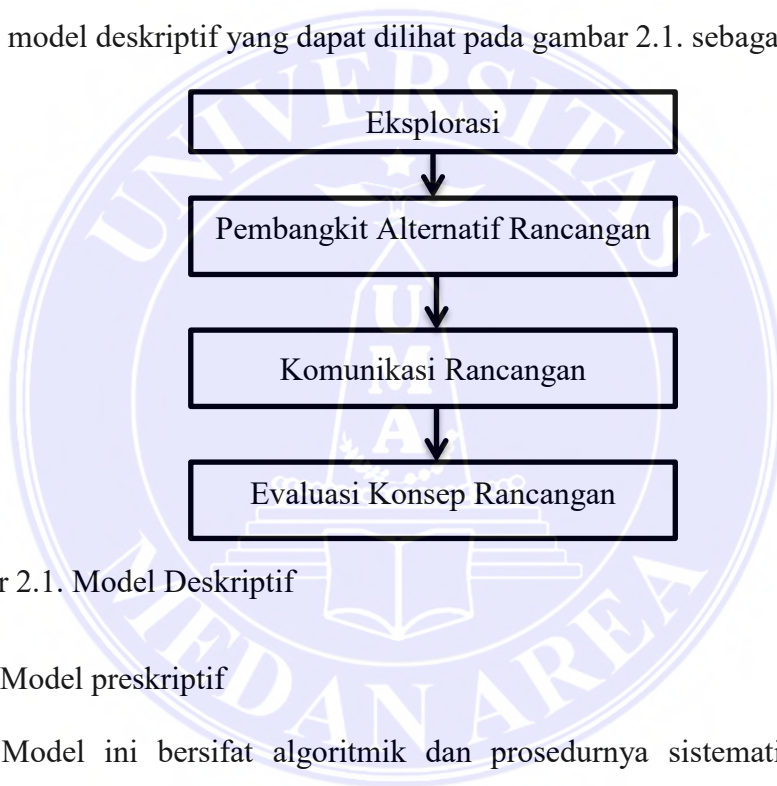 model deskriptif yang dapat dilihat pada gambar 2.1. sebaga
Eksplorasi
Pembangkit Alternatif Rancangan
Komunikasi Rancangan
Evaluasi Konsep Rancangan
r 2.1. Model Deskriptif
Model preskriptif
Model ini bersifat algoritmik dan prosedurnya sistemati
UNIVERSITAS
UMA
MEDAN AREA